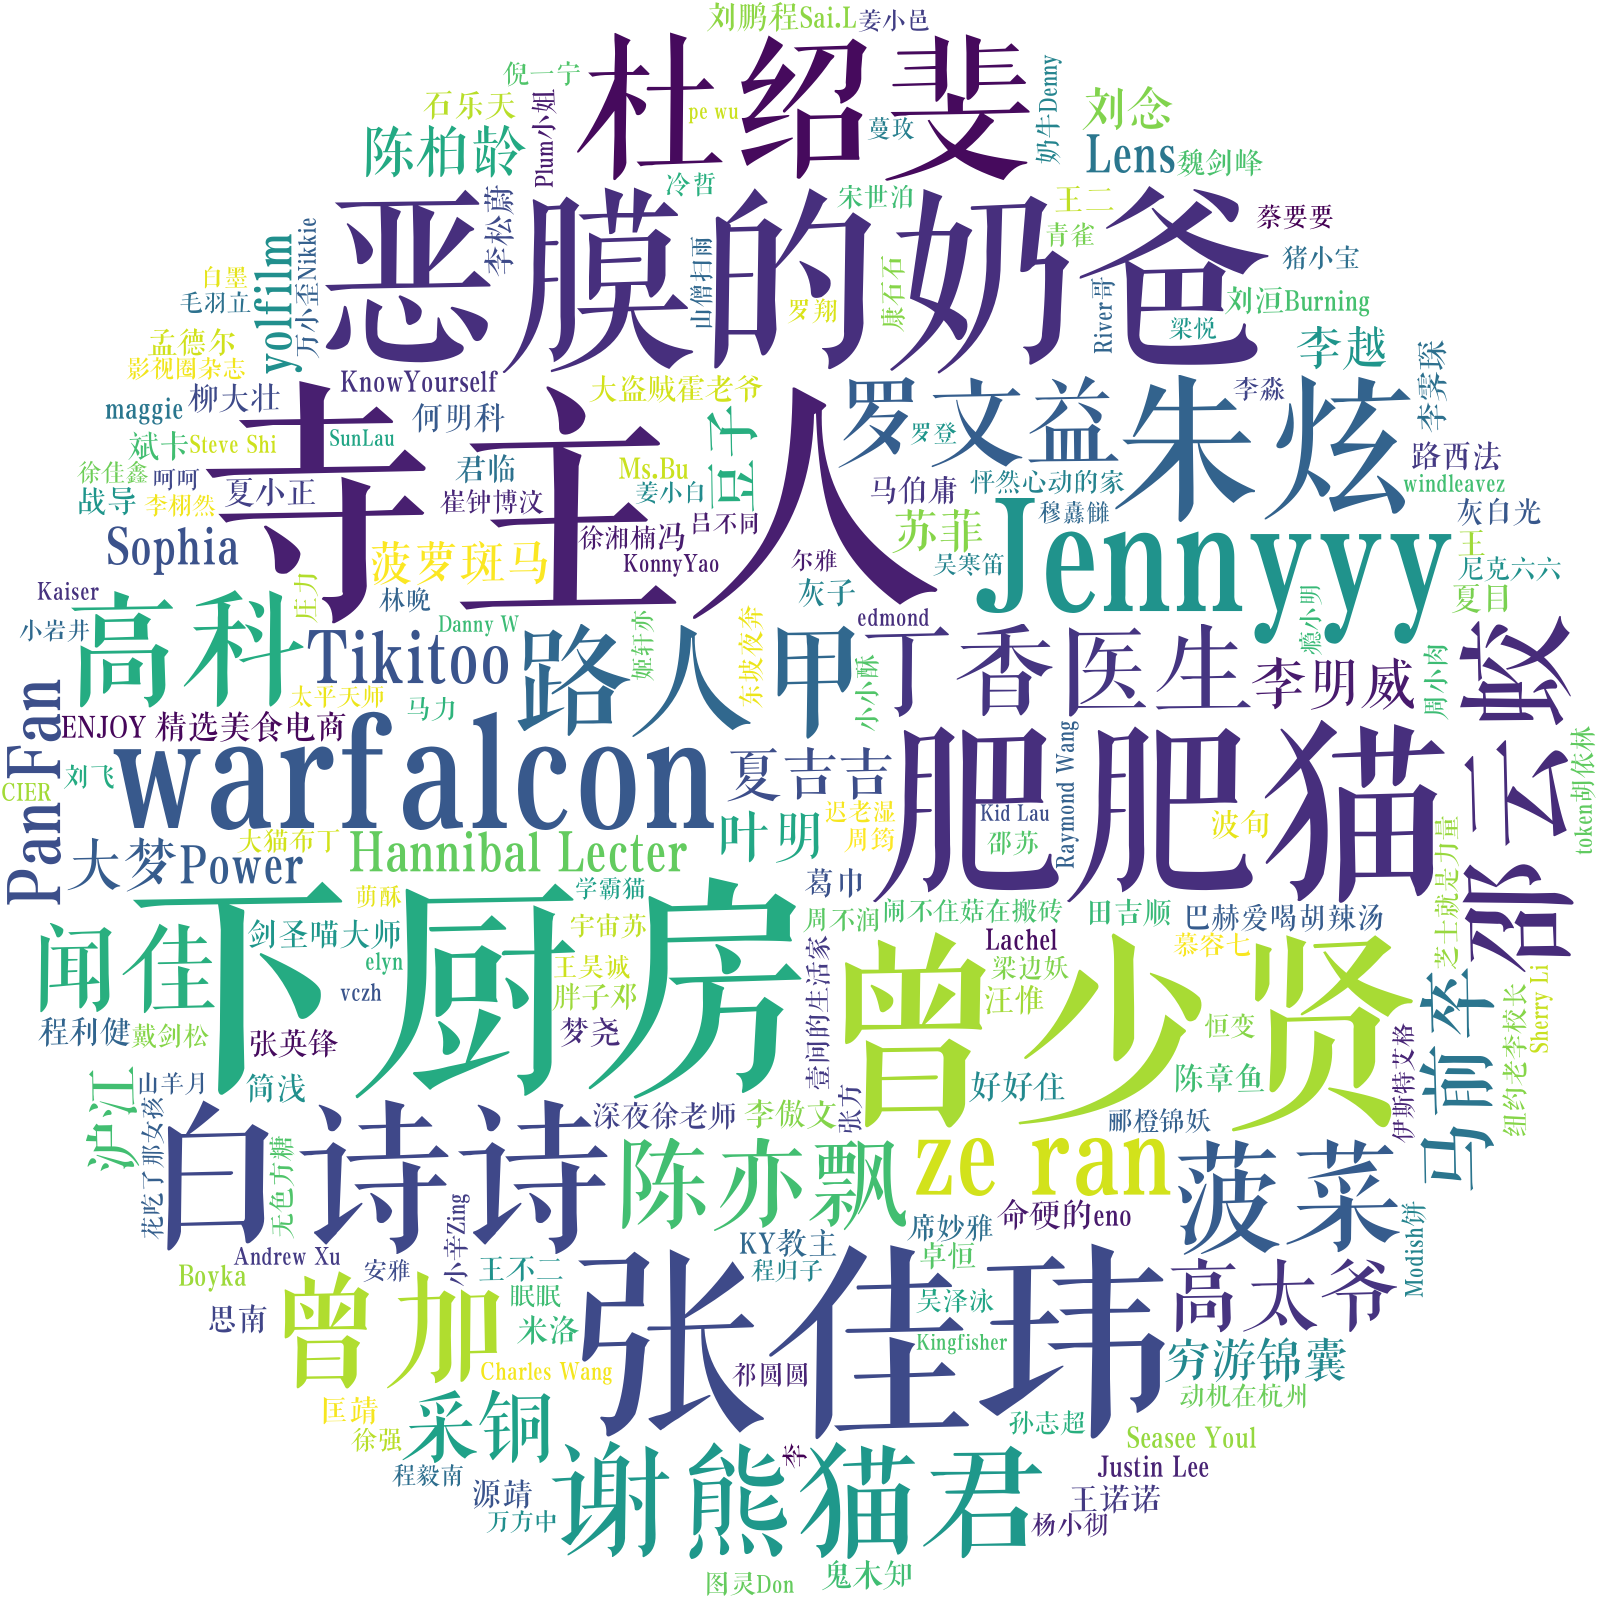 刘鹏程Sai.L
姜小邑
倪一宁
杜绍斐
石乐天
Plum小姐
pe wu
蔓玫
奶牛Denny
刘念
陈柏龄
Lens
魏剑峰
冷哲
宋世泊
王二
恶膜的奶爸
李松蔚
青雀
蔡要要
猪小宝
yolfilm
万小歪Nikkie
山僧扫雨
康石石
罗翔
River哥
白墨
毛羽立
刘洹Burning
梁悦
孟德尔
李越
影视圈杂志
KnowYourself
大盗贼霍老爷
李淼
李霁琛
柳大壮
maggie
何明科
豆子
罗文益
朱炫
寺主人
斌卡
Steve Shi
SunLau
罗登
君临
Ms.Bu
路西法
徐佳鑫
呵呵
战导
李栩然
夏小正
崔钟博汶
姜小白
马伯庸
怦然心动的家
windleavez
吕不同
穆矗雠
灰白光
Sophia
菠萝斑马
徐湘楠冯
苏菲
Jennyyy
王
KonnyYao
尔雅
吴寒笛
尼克六六
Kaiser
庄力
林晚
灰子
夏目
高科
小岩井
Danny W
姬轩亦
东坡夜奔
edmond
瘾小明
Tikitoo
路人甲
小小酥
丁香医生
李明威
周小肉
邵云蛟
太平天师
马力
PanFan
ENJOY 精选美食电商
warfalcon
夏吉吉
肥肥猫
Raymond Wang
token胡依林
刘飞
CIER
迟老湿
Kid Lau
波旬
大猫布丁
叶明
周筠
邵苏
芝士就是力量
大梦Power
Hannibal Lecter
萌酥
学霸猫
葛巾
下厨房
周不润
闹不住菇在搬砖
田吉顺
巴赫爱喝胡辣汤
闻佳
剑圣喵大师
宇宙苏
Lachel
慕容七
elyn
王昊诚
梁边妖
vczh
胖子邓
壹间的生活家
曾少贤
汪惟
马前卒
Sherry Li
程利健
戴剑松
张英锋
梦尧
恒变
纽约老李校长
伊斯特艾格
沪江
山羊月
简浅
好好住
陈章鱼
花吃了那女孩
白诗诗
深夜徐老师
李傲文
张方
郦橙锦妖
无色方糖
陈亦飘
ze ran
菠菜
小辛Zing
命硬的eno
席妙雅
Modish饼
Andrew Xu
KY教主
Boyka
安雅
王不二
程归子
卓恒
曾加
眠眠
张佳玮
吴泽泳
高太爷
思南
米洛
Kingfisher
穷游锦囊
Charles Wang
祁圆圆
动机在杭州
匡靖
采铜
孙志超
徐强
Seasee Youl
谢熊猫君
李
程毅南
Justin Lee
源靖
王诺诺
万方中
杨小彻
图灵Don
鬼木知